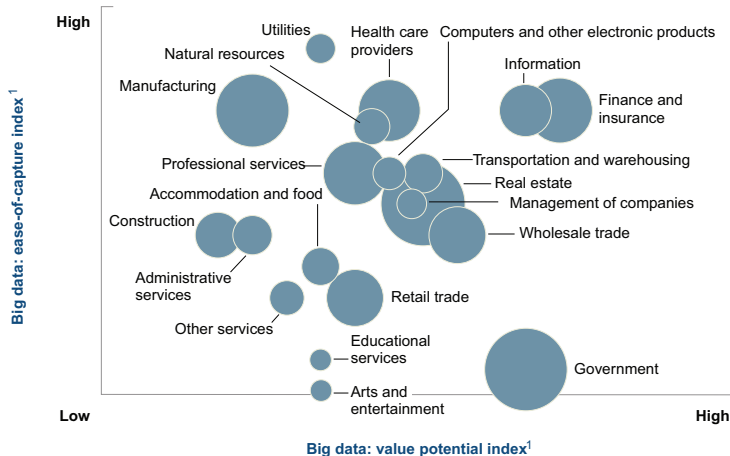 High
Utilities
Health care
providers
Computers and other electronic products
Natural resources
Information
Manufacturing
Finance and
insurance
Professional services
Transportation and warehousing
Real estate
Accommodation and food
Management of companies
Construction
Wholesale trade
Administrative
services
Retail trade
Other services
Educational
services
Government
Arts and
entertainment
Big data: ease-of-capture index¹
Low
High
Big data: value potential index¹